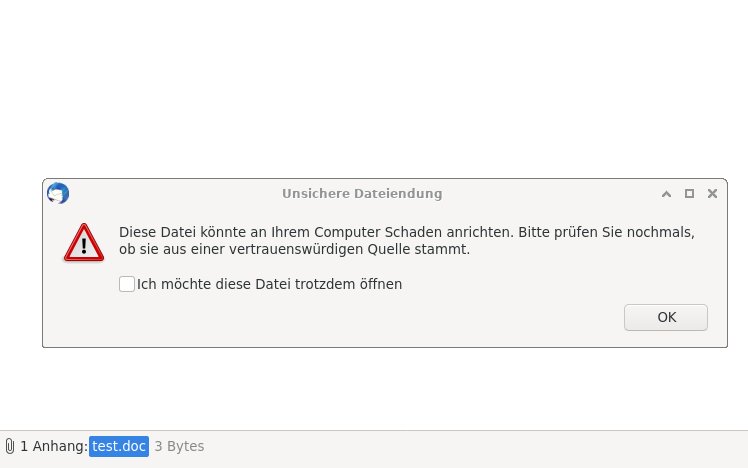 Unsichere Dateiendung
Diese Datei könnte an Ihrem Computer Schaden anrichten. Bitte prüfen Sie nochmals,
ob sie aus einer vertrauenswürdigen Quelle stammt.
Ich möchte diese Datei trotzdem öffnen
OK
1 Anhang: test.doc 3 Bytes